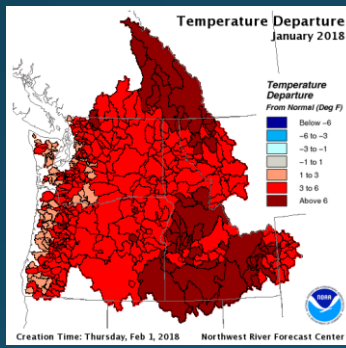 Temperature Departure
January 2018
Temperature
Departure
From Normal (Deg F)
Below -6
-6 to -3
-3 to -1
-1 to 1
1 to 3
3 to 6
Above 6
NOAA
Creation Time: Thursday, Feb 1, 2018
Northwest River Forecast Center